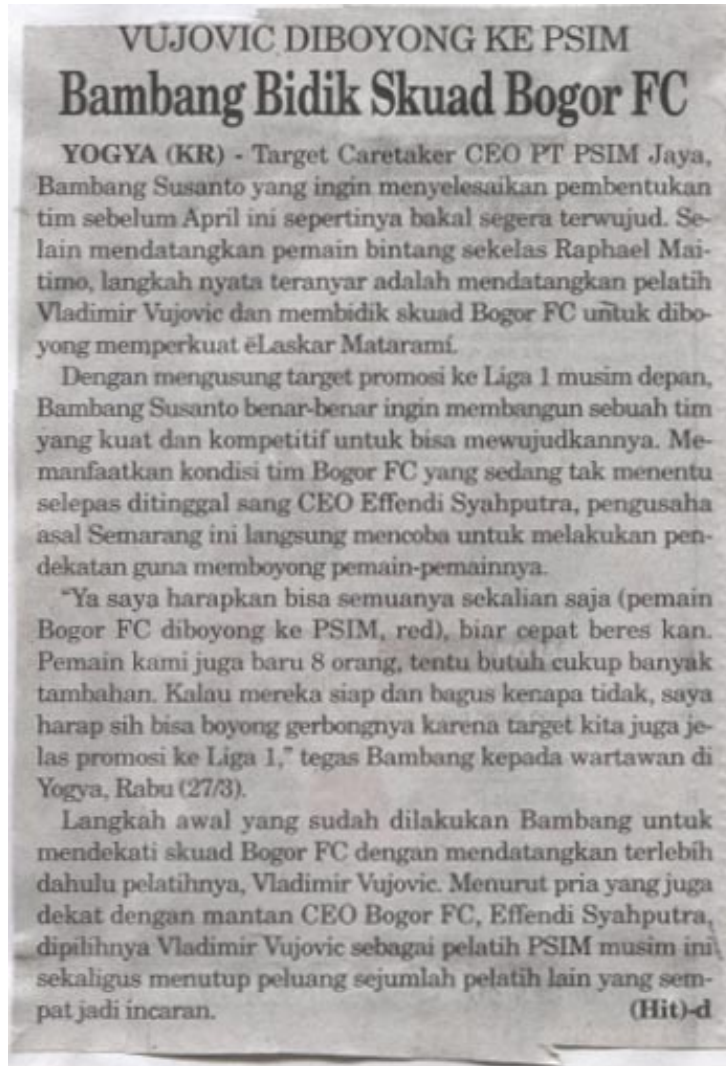 VUJOVIC DIBOYONG KE PSIM
Bambang Bidik Skuad Bogor FC
YOGYA (KR) - Target Caretaker CEO PT PSIM Jaya,
Bambang Susanto yang ingin menyelesaikan pembentukan
tim sebelum April ini sepertinya bakal segera terwujud. Se-
lain mendatangkan pemain bintang sekelas Raphael Mai-
timo, langkah nyata teranyar adalah mendatangkan pelatih
Vladimir Vujovic dan membidik skuad Bogor FC untuk dibo-
yong memperkuat ëLaskar Mataramí.
Dengan mengusung target promosi ke Liga 1 musim depan,
Bambang Susanto benar-benar ingin membangun sebuah tim
yang kuat dan kompetitif untuk bisa mewujudkannya. Me-
manfaatkan kondisi tim Bogor FC yang sedang tak menentu
selepas ditinggal sang CEO Effendi Syahputra, pengusaha
asal Semarang ini langsung mencoba untuk melakukan pen-
dekatan guna memboyong pemain-pemainnya.
"Ya saya harapkan bisa semuanya sekalian saja (pemain
Bogor FC diboyong ke PSIM, red), biar cepat beres kan.
Pemain kami juga baru 8 orang, tentu butuh cukup banyak
tambahan. Kalau mereka siap dan bagus kenapa tidak, saya
harap sih bisa boyong gerbongnya karena target kita juga je-
las promosi ke Liga 1," tegas Bambang kepada wartawan di
Yogya, Rabu (27/3).
Langkah awal yang sudah dilakukan Bambang untuk
mendekati skuad Bogor FC dengan mendatangkan terlebih
dahulu pelatihnya, Vladimir Vujovic. Menurut pria yang juga
dekat dengan mantan CEO Bogor FC, Effendi Syahputra,
dipilihnya Vladimir Vujovic sebagai pelatih PSIM musim ini
sekaligus menutup peluang sejumlah pelatih lain yang sem-
pat jadi incaran. (Hit)-d